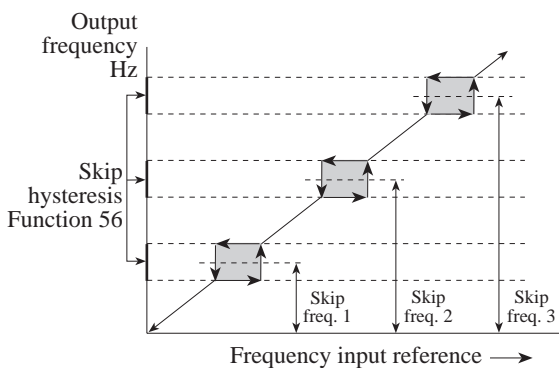 Output
frequency
Hz
Skip
hysteresis
Function 56
Skip
freq. 1
Skip
freq. 2
Skip
freq. 3
Frequency input reference